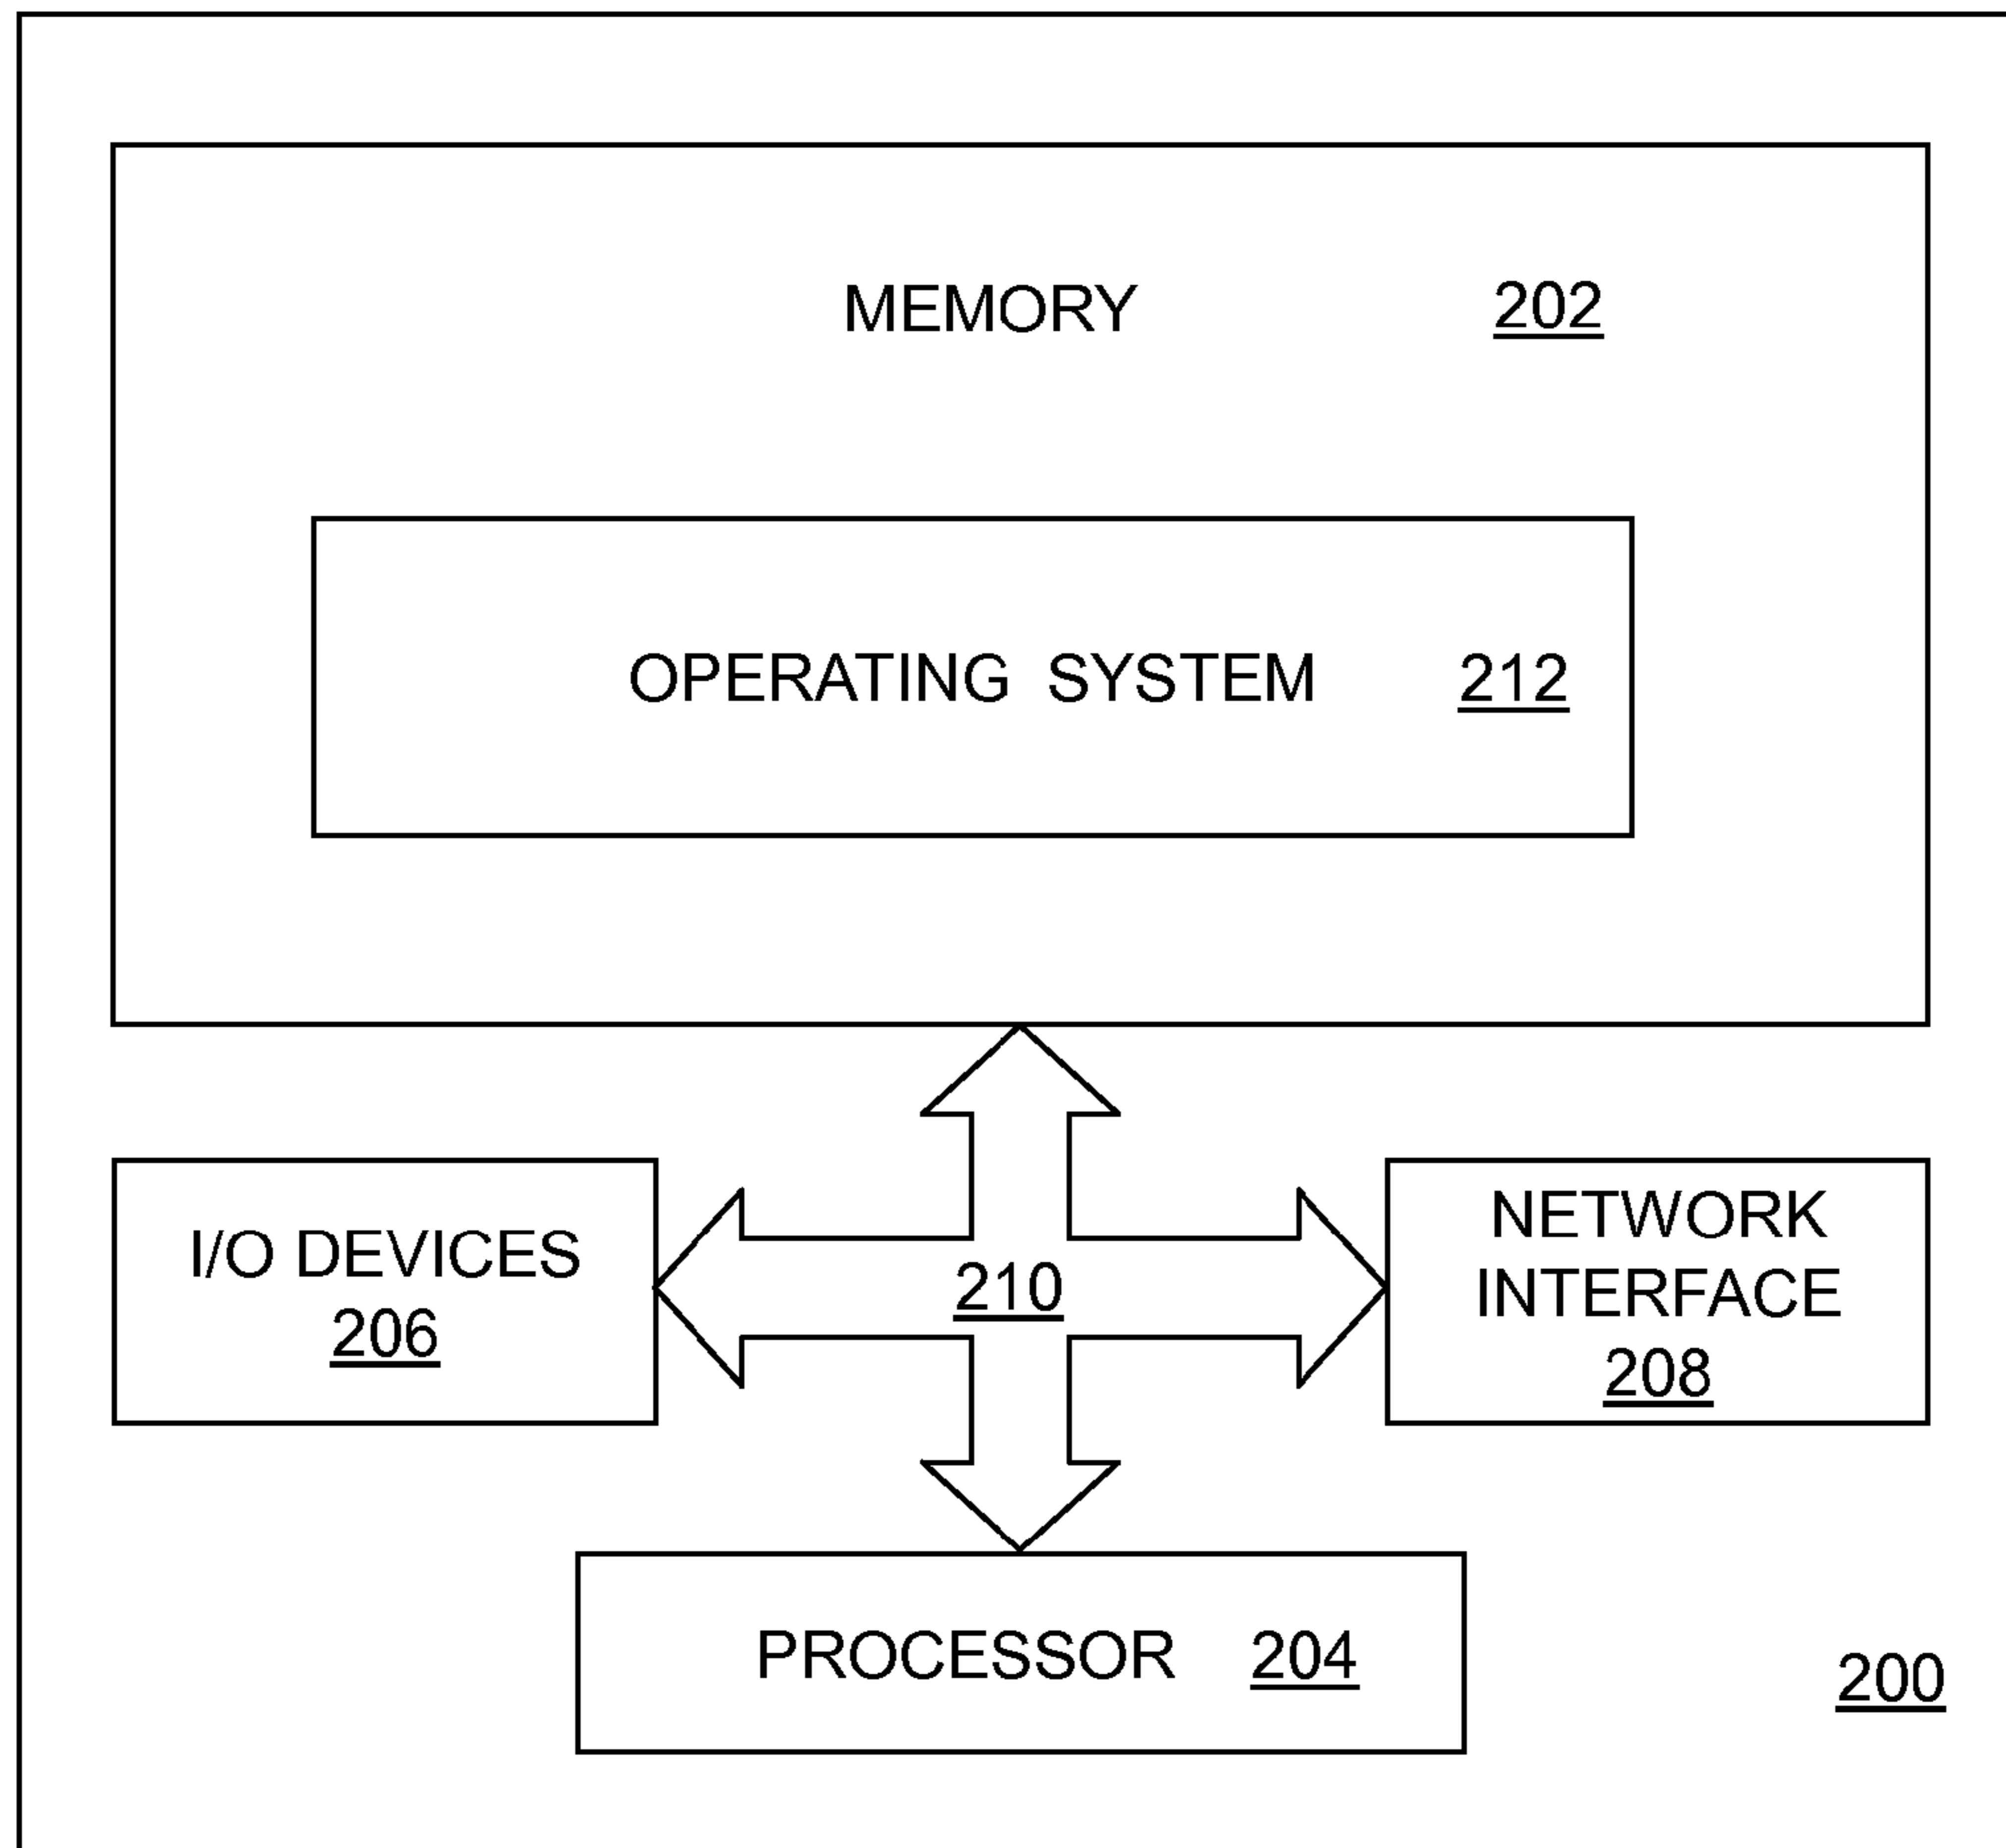 MEMORY 202
OPERATING SYSTEM 212
I/O DEVICES
206
210
NETWORK
INTERFACE
208
PROCESSOR 204
200